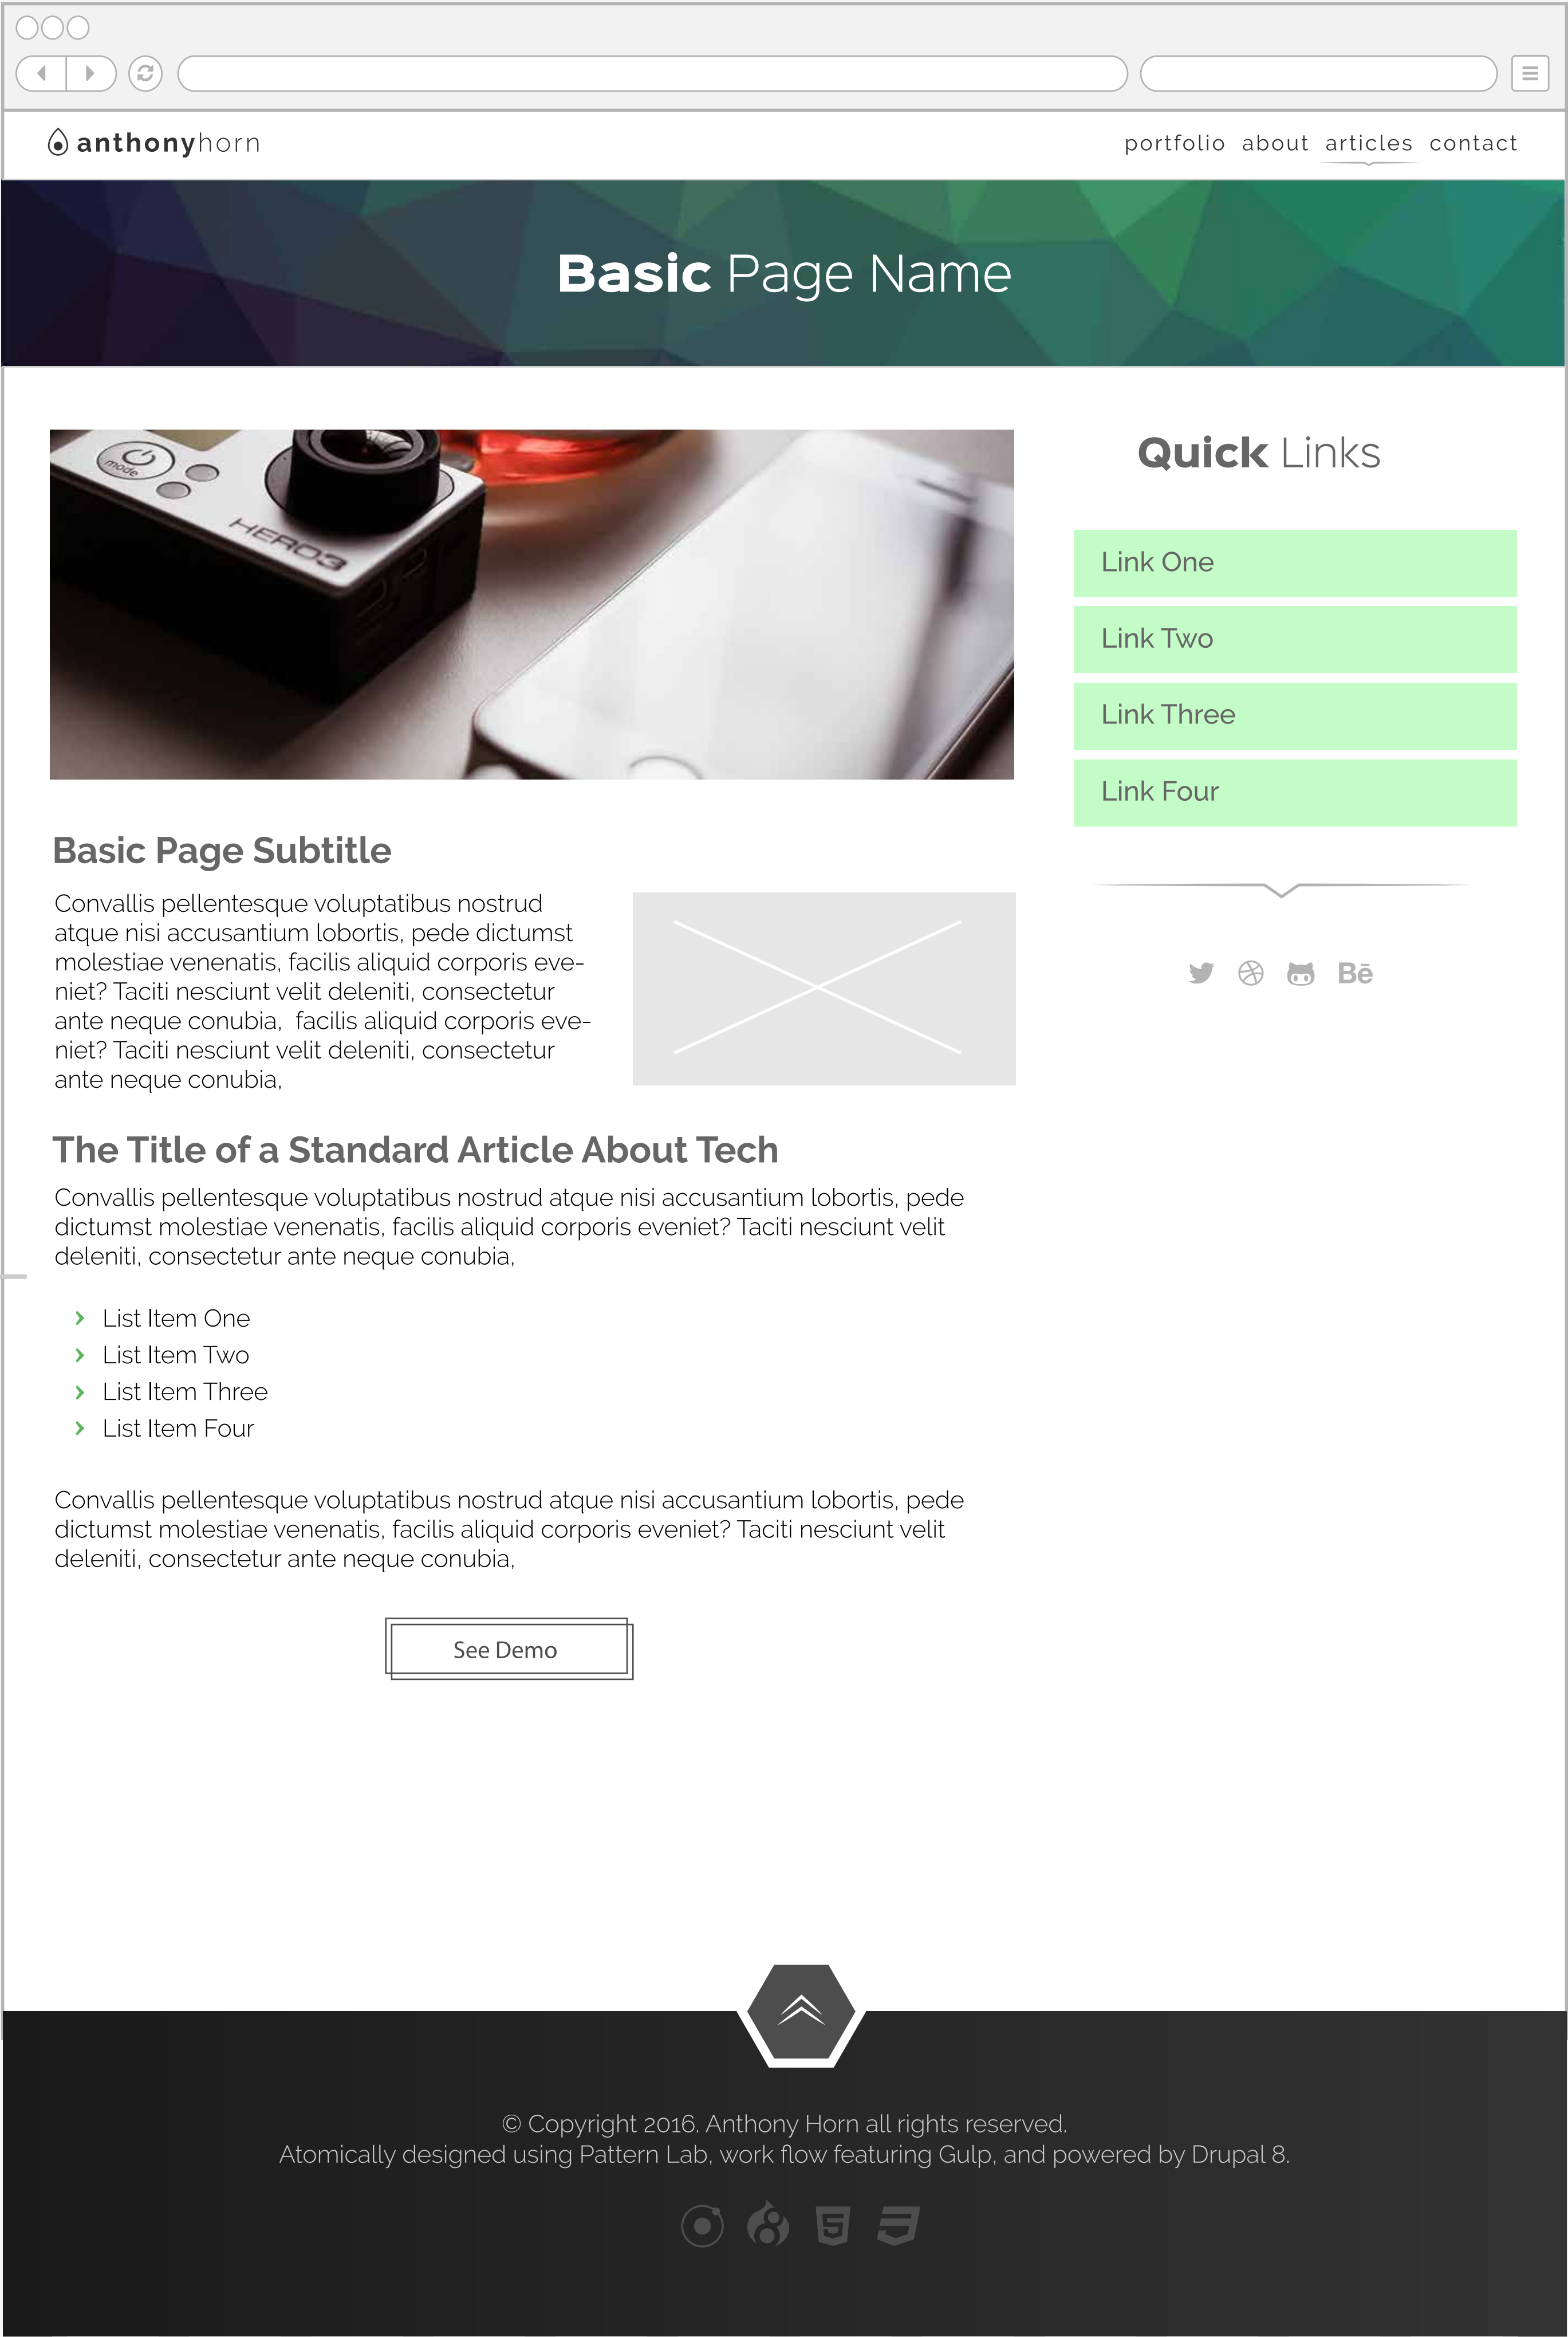 anthonyhorn
portfolio about articles contact
Basic Page Name
mode
HERO3
Quick Links
Link One
Link Two
Link Three
Link Four
Bē
Basic Page Subtitle
Convallis pellentesque voluptatibus nostrud
atque nisi accusantium lobortis, pede dictumst
molestiae venenatis, facilis aliquid corporis eve-
niet? Taciti nesciunt velit deleniti, consectetur
ante neque conubia,  facilis aliquid corporis eve-
niet? Taciti nesciunt velit deleniti, consectetur
ante neque conubia,
The Title of a Standard Article About Tech
Convallis pellentesque voluptatibus nostrud atque nisi accusantium lobortis, pede
dictumst molestiae venenatis, facilis aliquid corporis eveniet? Taciti nesciunt velit
deleniti, consectetur ante neque conubia,
List Item One
List Item Two
List Item Three
List Item Four
Convallis pellentesque voluptatibus nostrud atque nisi accusantium lobortis, pede
dictumst molestiae venenatis, facilis aliquid corporis eveniet? Taciti nesciunt velit
deleniti, consectetur ante neque conubia,
See Demo
© Copyright 2016. Anthony Horn all rights reserved.
Atomically designed using Pattern Lab, work flow featuring Gulp, and powered by Drupal 8.